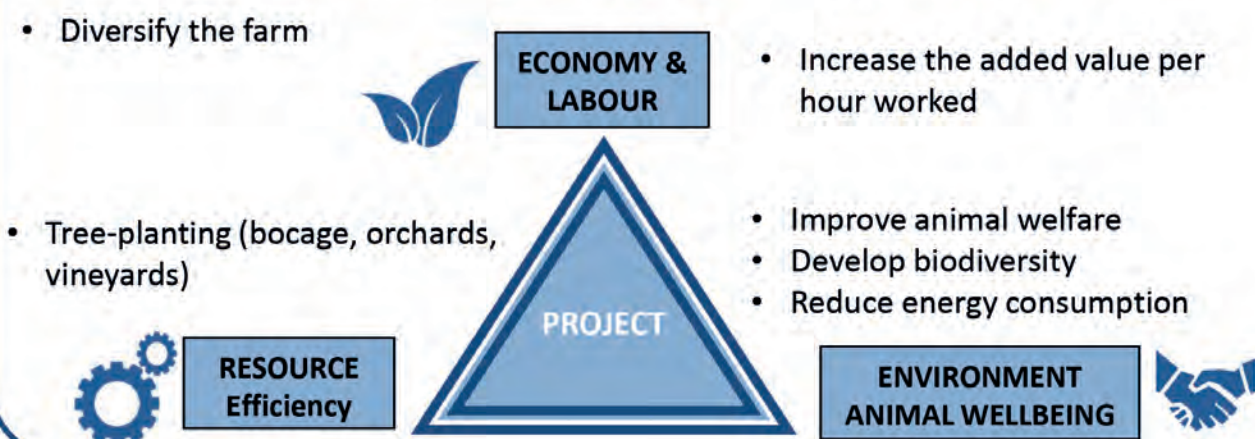 • Diversify the farm
ECONOMY &
LABOUR
• Increase the added value per
hour worked
• Tree-planting (bocage, orchards,
vineyards)
• Improve animal welfare
• Develop biodiversity
• Reduce energy consumption
PROJECT
RESOURCE
Efficiency
ENVIRONMENT
ANIMAL WELLBEING